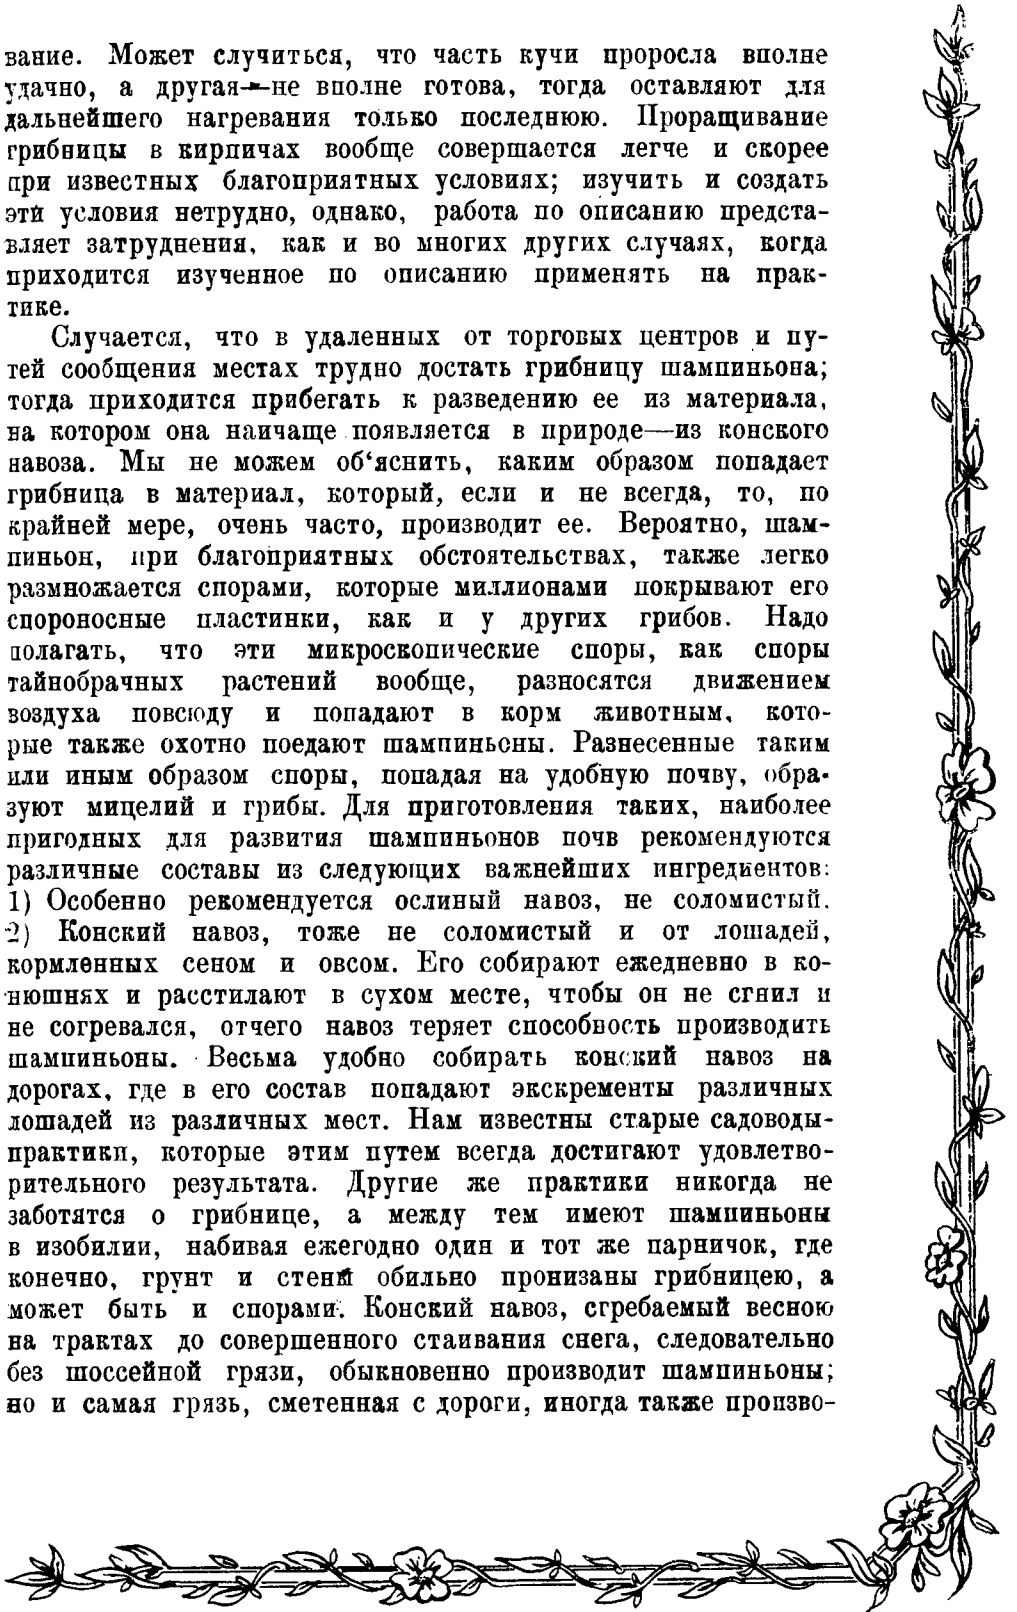 вание. Может случиться, что часть кучи проросла вполне
удачно, а другая—не вполне готова, тогда оставляют для
дальнейшего нагревания только последнюю. Проращивание
грибницы в кирпичах вообще совершается легче и скорее
при известных благоприятных условиях; изучить и создать
эти условия нетрудно, однако, работа по описанию предста-
вляет затруднения, как и во многих других случаях, когда
приходится изученное по описанию применять на прак-
тике.
Случается, что в удаленных от торговых центров и пу-
тей сообщения местах трудно достать грибницу шампиньона;
тогда приходится прибегать к разведению ее из материала,
на котором она наичаще появляется в природе—из конского
навоза. Мы не можем об‘яснить, каким образом попадает
грибница в материал, который, если и не всегда, то, по
крайней мере, очень часто, производит ее. Вероятно, шам-
пиньон, при благоприятных обстоятельствах, также легко
размножается спорами, которые миллионами покрывают его
спороносные пластинки, как и у других грибов. Надо
полагать, что эти микроскопические споры, как споры
тайнобрачных растений вообще, разносятся движением
воздуха повсюду и попадают в корм животным, кото-
рые также охотно поедают шампиньоны. Разнесенные таким
или иным образом споры, попадая на удобную почву, обра-
зуют мицелий и грибы. Для приготовления таких, наиболее
пригодных для развития шампиньонов почв рекомендуются
различные составы из следующих важнейших ингредиентов:
1) Особенно рекомендуется ослиный навоз, не соломистый.
2) Конский навоз, тоже не соломистый и от лошадей,
кормленных сеном и овсом. Его собирают ежедневно в ко-
нюшнях и расстилают в сухом месте, чтобы он не сгнил и
не согревался, отчего навоз теряет способность производить
шампиньоны. Весьма удобно собирать конский навоз на
дорогах, где в его состав попадают экскременты различных
лошадей из различных мест. Нам известны старые садоводы-
практики, которые этим путем всегда достигают удовлетво-
рительного результата. Другие же практики никогда не
заботятся о грибнице, а между тем имеют шампиньоны
в изобилии, набивая ежегодно один и тот же парничок, где
конечно, грунт и стены обильно пронизаны грибницею, а
может быть и спорами. Конский навоз, сгребаемый весною
на трактах до совершенного стаивания снега, следовательно
без шоссейной грязи, обыкновенно производит шампиньоны;
но и самая грязь, сметенная с дороги, иногда также произво-